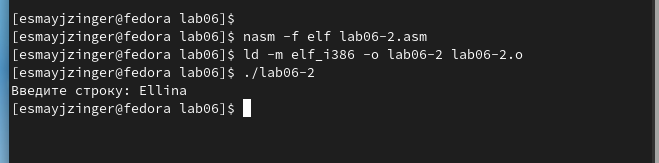 [esmayjzinger@fedora lab06]$
[esmayjzinger@fedora lab06]$ nasm -f elf lab06-2.asm
[esmayjzinger@fedora lab06]$ ld -m elf_i386 -o lab06-2 lab06-2.o
[esmayjzinger@fedora lab06]$ ./lab06-2
Введите строку: Ellina
[esmayjzinger@fedora lab06]$